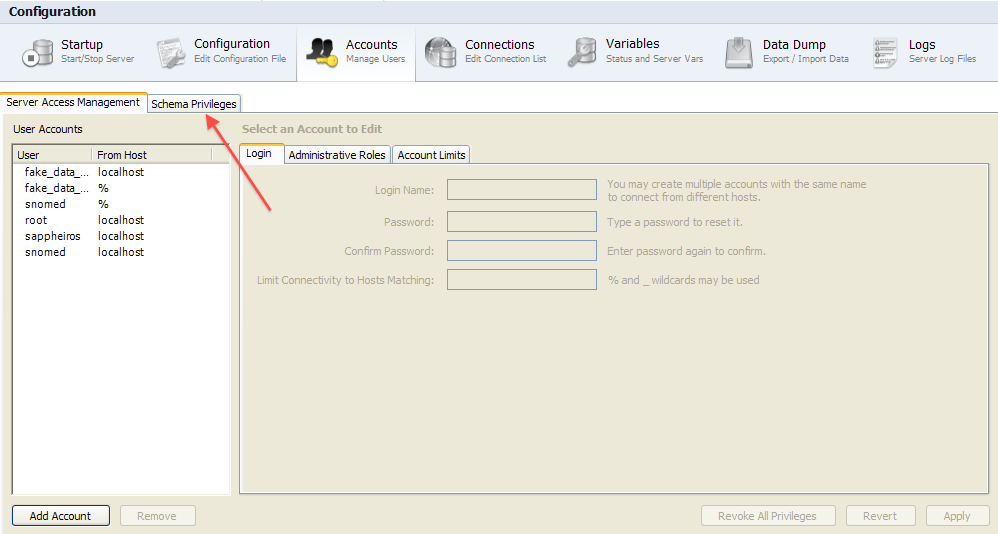 Configuration
Startup
Start/Stop Server
Configuration
Edit Configuration File
Accounts
Manage Users
Connections
Edit Connection List
Variables
Status and Server Vars
Data Dump
Export / Import Data
Logs
Server Log Files
Server Access Management
Schema Privileges
User Accounts
User From Host
fake_data_... localhost
fake_data_... %
snomed %
root localhost
sappheiros localhost
snomed localhost
Add Account
Remove
Select an Account to Edit
Login
Administrative Roles
Account Limits
Login Name:
You may create multiple accounts with the same name
to connect from different hosts.
Password:
Type a password to reset it.
Confirm Password:
Enter password again to confirm.
Limit Connectivity to Hosts Matching:
% and _ wildcards may be used
Revoke All Privileges
Revert
Apply